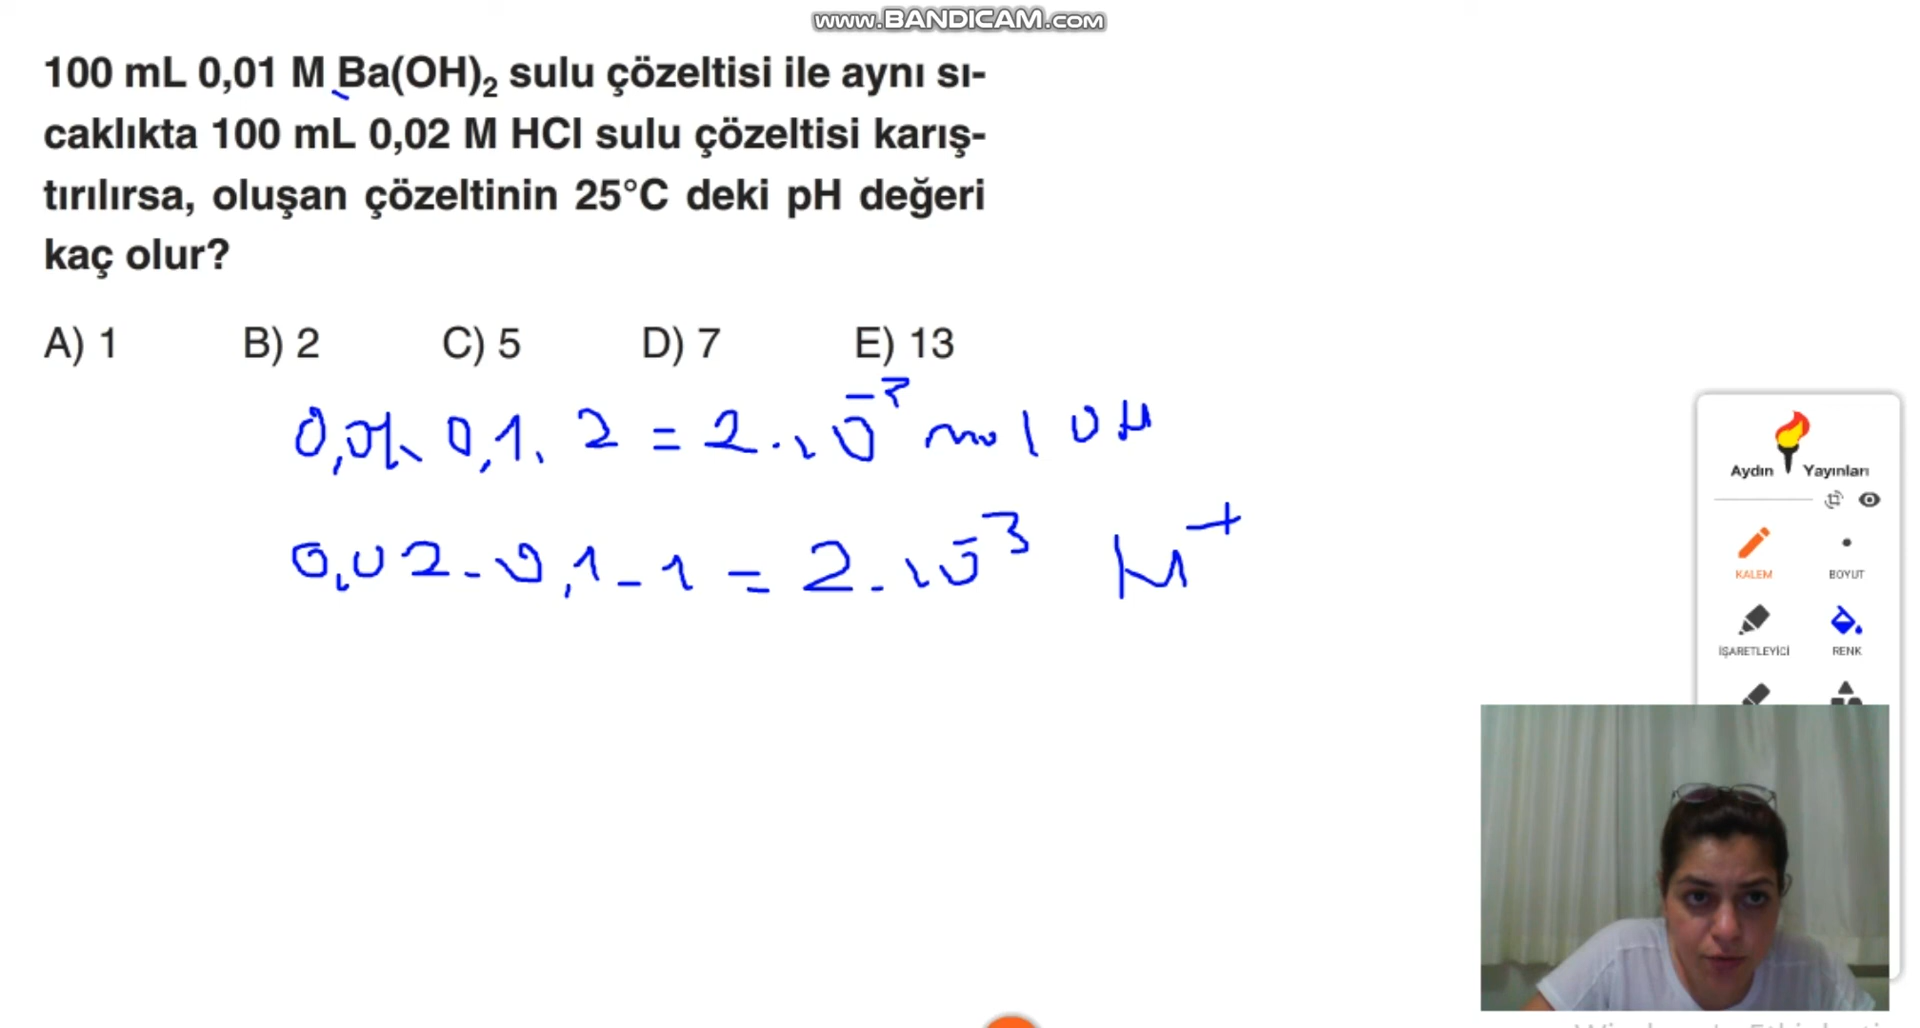 www.BANDICAM.com
100 mL 0,01 M Ba(OH)₂ sulu çözeltisi ile aynı sı-
caklıkta 100 mL 0,02 M HCl sulu çözeltisi karış-
tırılırsa, oluşan çözeltinin 25°C deki pH değeri
kaç olur?
A) 1 B) 2 C) 5 D) 7 E) 13
0,01. 0,1. 2 = 2.10⁻³ mol OH
0,02 . 0,1 . 1 = 2.10⁻³ H⁺
Aydın Yayınları
KALEM BOYUT
İŞARETLEYİCİ RENK